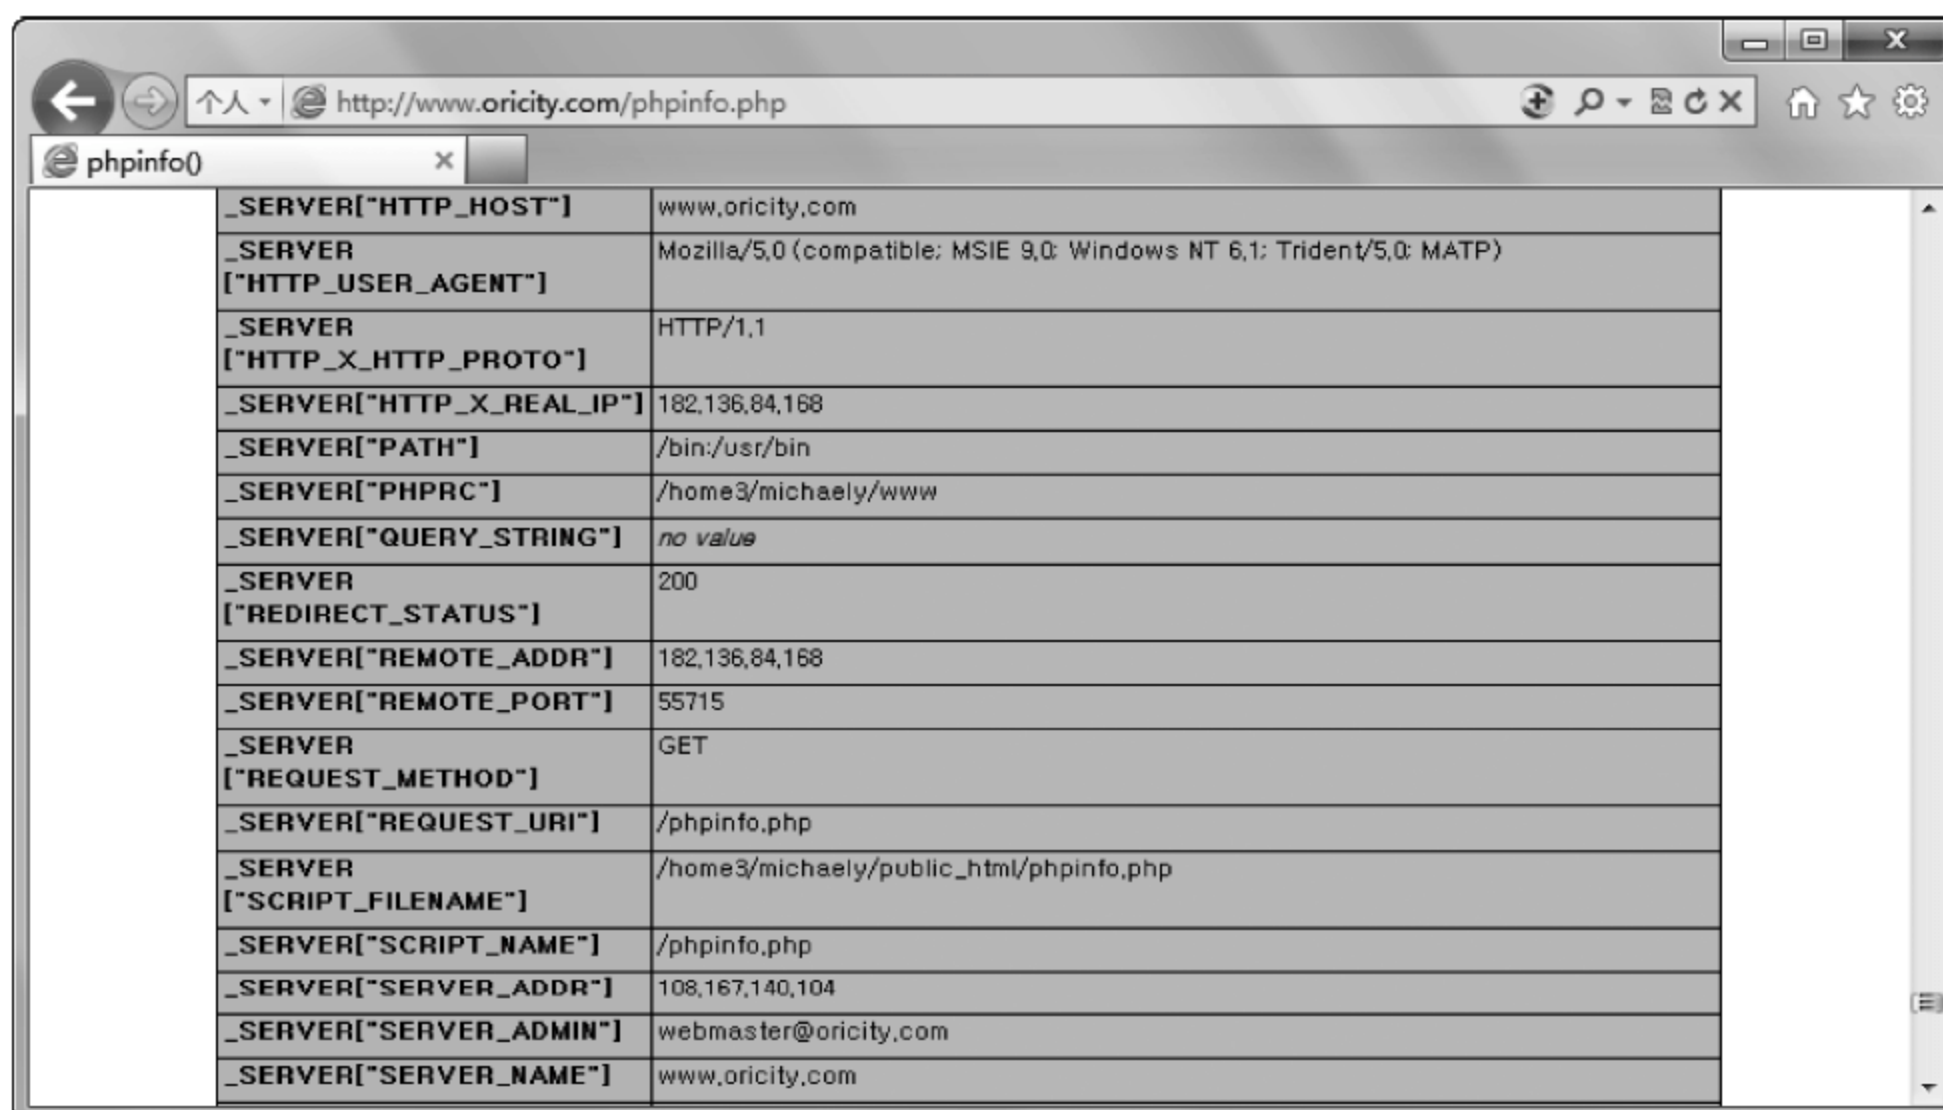 个人 http://www.oricity.com/phpinfo.php
phpinfo()
_SERVER["HTTP_HOST"] www.oricity.com
_SERVER Mozilla/5.0 (compatible; MSIE 9.0; Windows NT 6.1; Trident/5.0; MATP)
["HTTP_USER_AGENT"]
_SERVER HTTP/1.1
["HTTP_X_HTTP_PROTO"]
_SERVER["HTTP_X_REAL_IP"] 182.136.84.168
_SERVER["PATH"] /bin:/usr/bin
_SERVER["PHPRC"] /home3/michaely/www
_SERVER["QUERY_STRING"] no value
_SERVER 200
["REDIRECT_STATUS"]
_SERVER["REMOTE_ADDR"] 182.136.84.168
_SERVER["REMOTE_PORT"] 55715
_SERVER GET
["REQUEST_METHOD"]
_SERVER["REQUEST_URI"] /phpinfo.php
_SERVER /home3/michaely/public_html/phpinfo.php
["SCRIPT_FILENAME"]
_SERVER["SCRIPT_NAME"] /phpinfo.php
_SERVER["SERVER_ADDR"] 108.167.140.104
_SERVER["SERVER_ADMIN"] webmaster@oricity.com
_SERVER["SERVER_NAME"] www.oricity.com